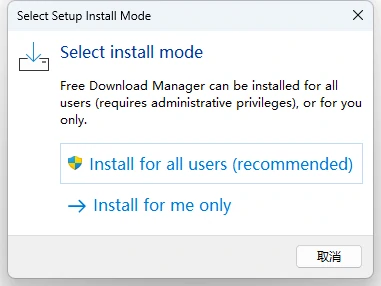 Select Setup Install Mode
Select install mode
Free Download Manager can be installed for all
users (requires administrative privileges), or for you
only.
Install for all users (recommended)
Install for me only
取消